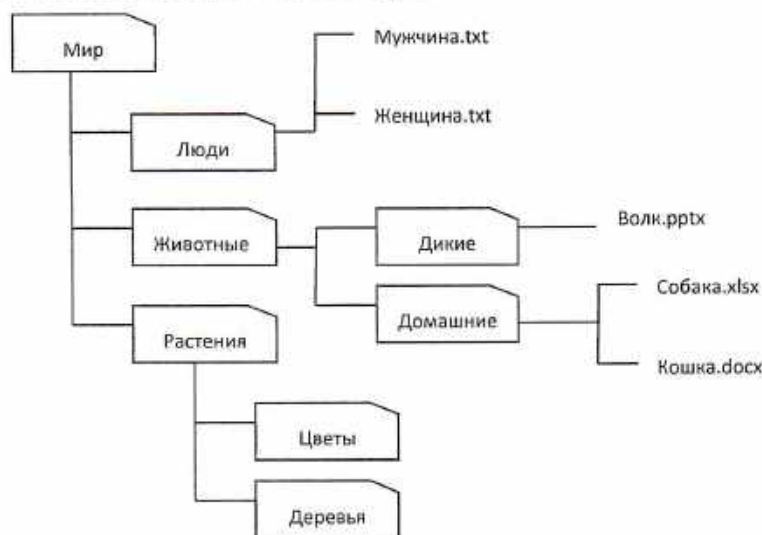 Мир
Мужчина.txt
Женщина.txt
Люди
Животные
Дикие
Волк.pptx
Домашние
Собака.xlsx
Кошка.docx
Растения
Цветы
Деревья